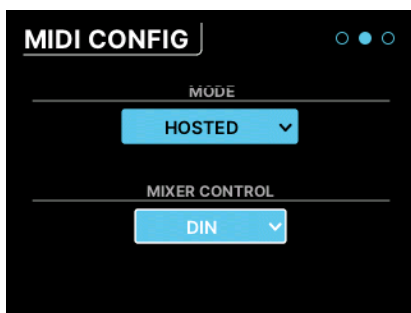 MIDI CONFIG
MODE
HOSTED
MIXER CONTROL
DIN